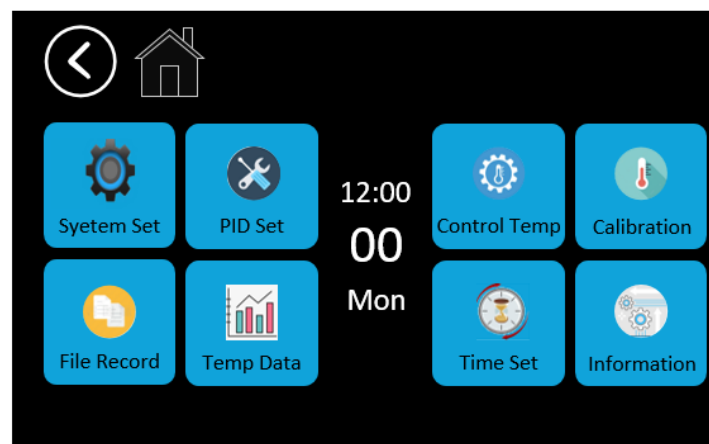 Syetem Set
PID Set
12:00
00
Mon
Control Temp
Calibration
File Record
Temp Data
Time Set
Information